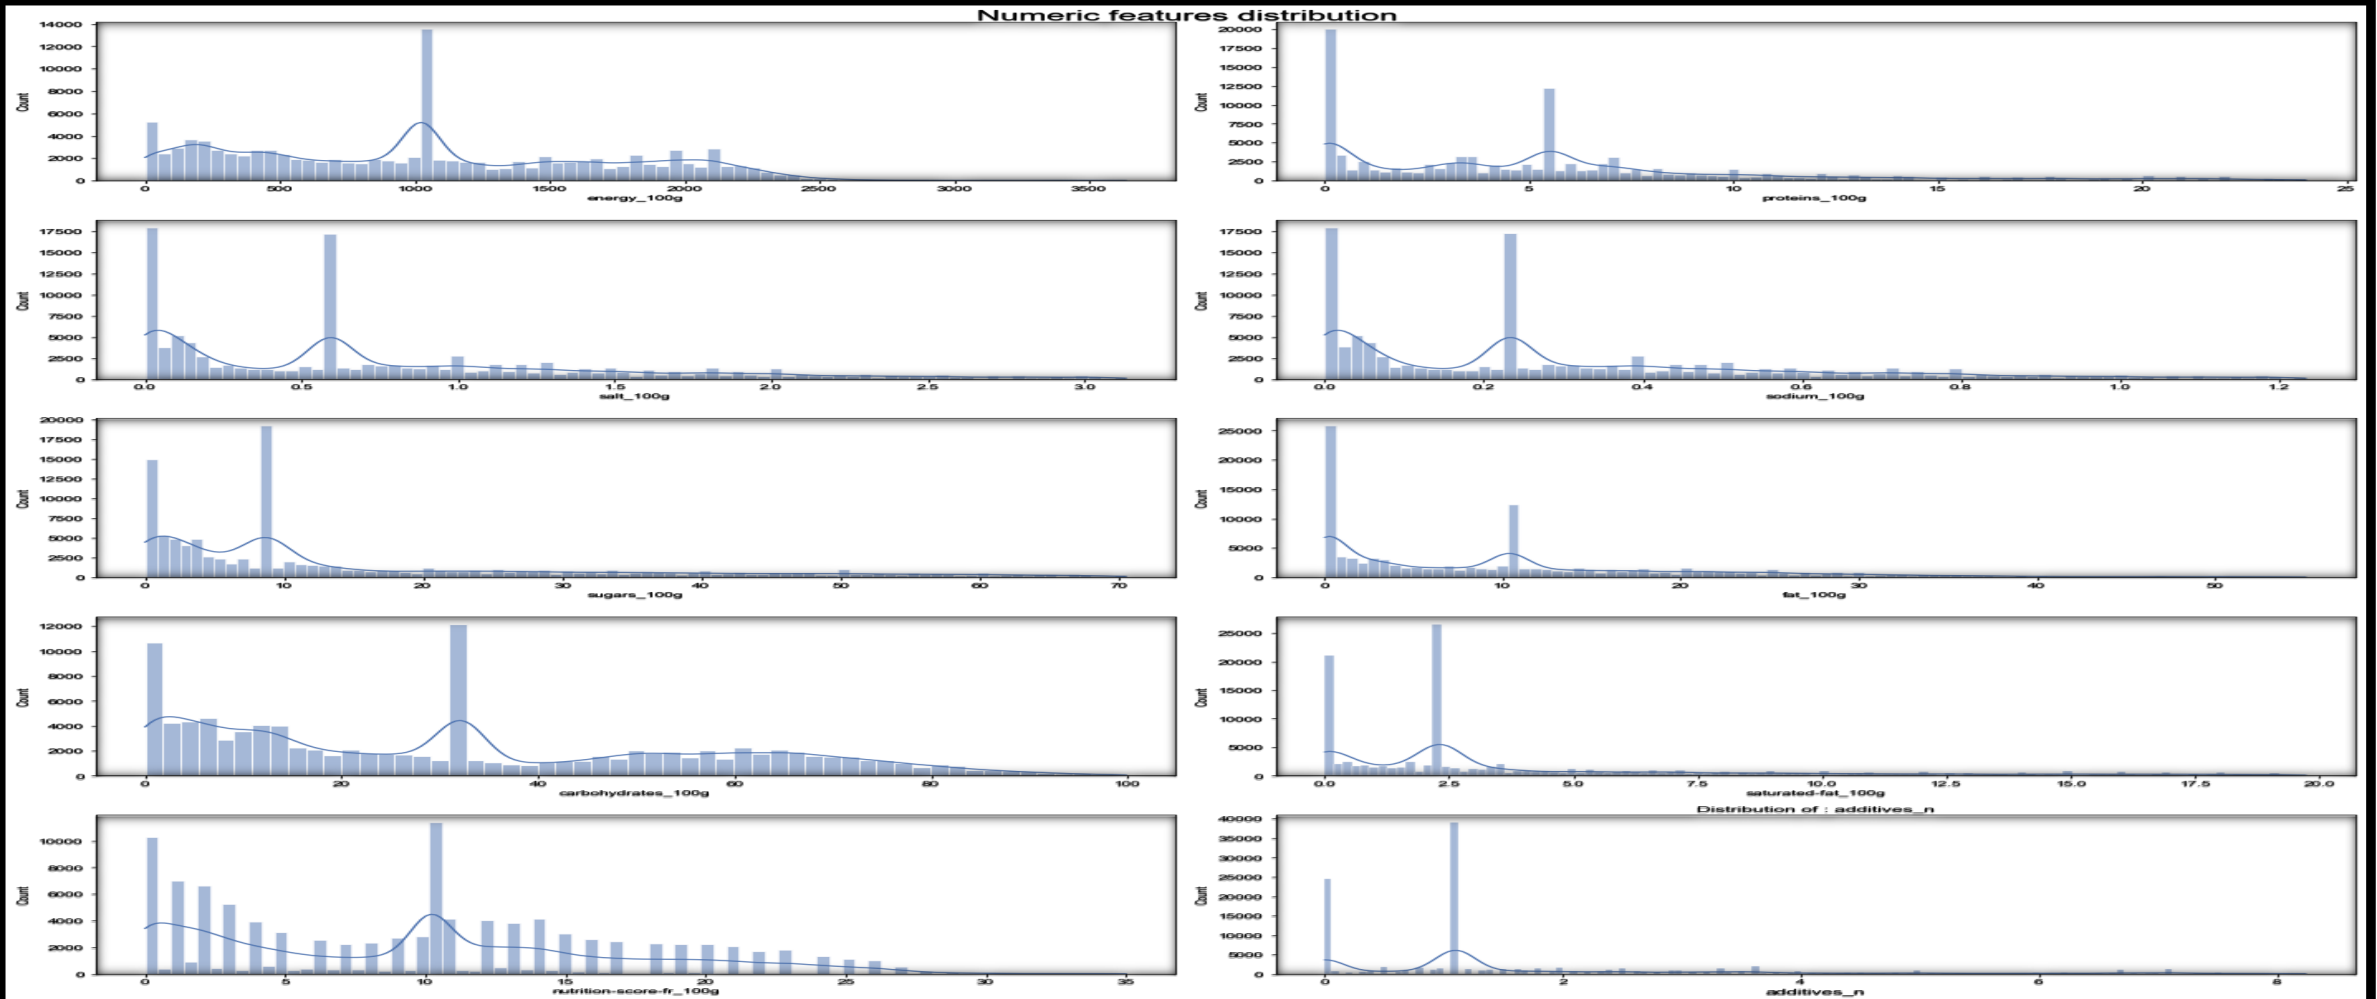 Numeric features distribution
14000
12000
10000
8000
6000
4000
2000
0
Count
0 500 1000 1500 2000 2500 3000 3500
energy_100g
20000
17500
15000
12500
10000
7500
5000
2500
0
Count
0 5 10 15 20 25
proteins_100g
17500
15000
12500
10000
7500
5000
2500
0
Count
0.0 0.5 1.0 1.5 2.0 2.5 3.0
salt_100g
17500
15000
12500
10000
7500
5000
2500
0
Count
0.0 0.2 0.4 0.6 0.8 1.0 1.2
sodium_100g
20000
17500
15000
12500
10000
7500
5000
2500
0
Count
0 10 20 30 40 50 60 70
sugars_100g
25000
20000
15000
10000
5000
0
Count
0 10 20 30 40 50
fat_100g
12000
10000
8000
6000
4000
2000
0
Count
0 20 40 60 80 100
carbohydrates_100g
25000
20000
15000
10000
5000
0
Count
0.0 2.5 5.0 7.5 10.0 12.5 15.0 17.5 20.0
saturated-fat_100g
10000
8000
6000
4000
2000
0
Count
0 5 10 15 20 25 30 35
nutrition-score-fr_100g
Distribution of : additives_n
40000
35000
30000
25000
20000
15000
10000
5000
0
Count
0 2 4 6 8
additives_n